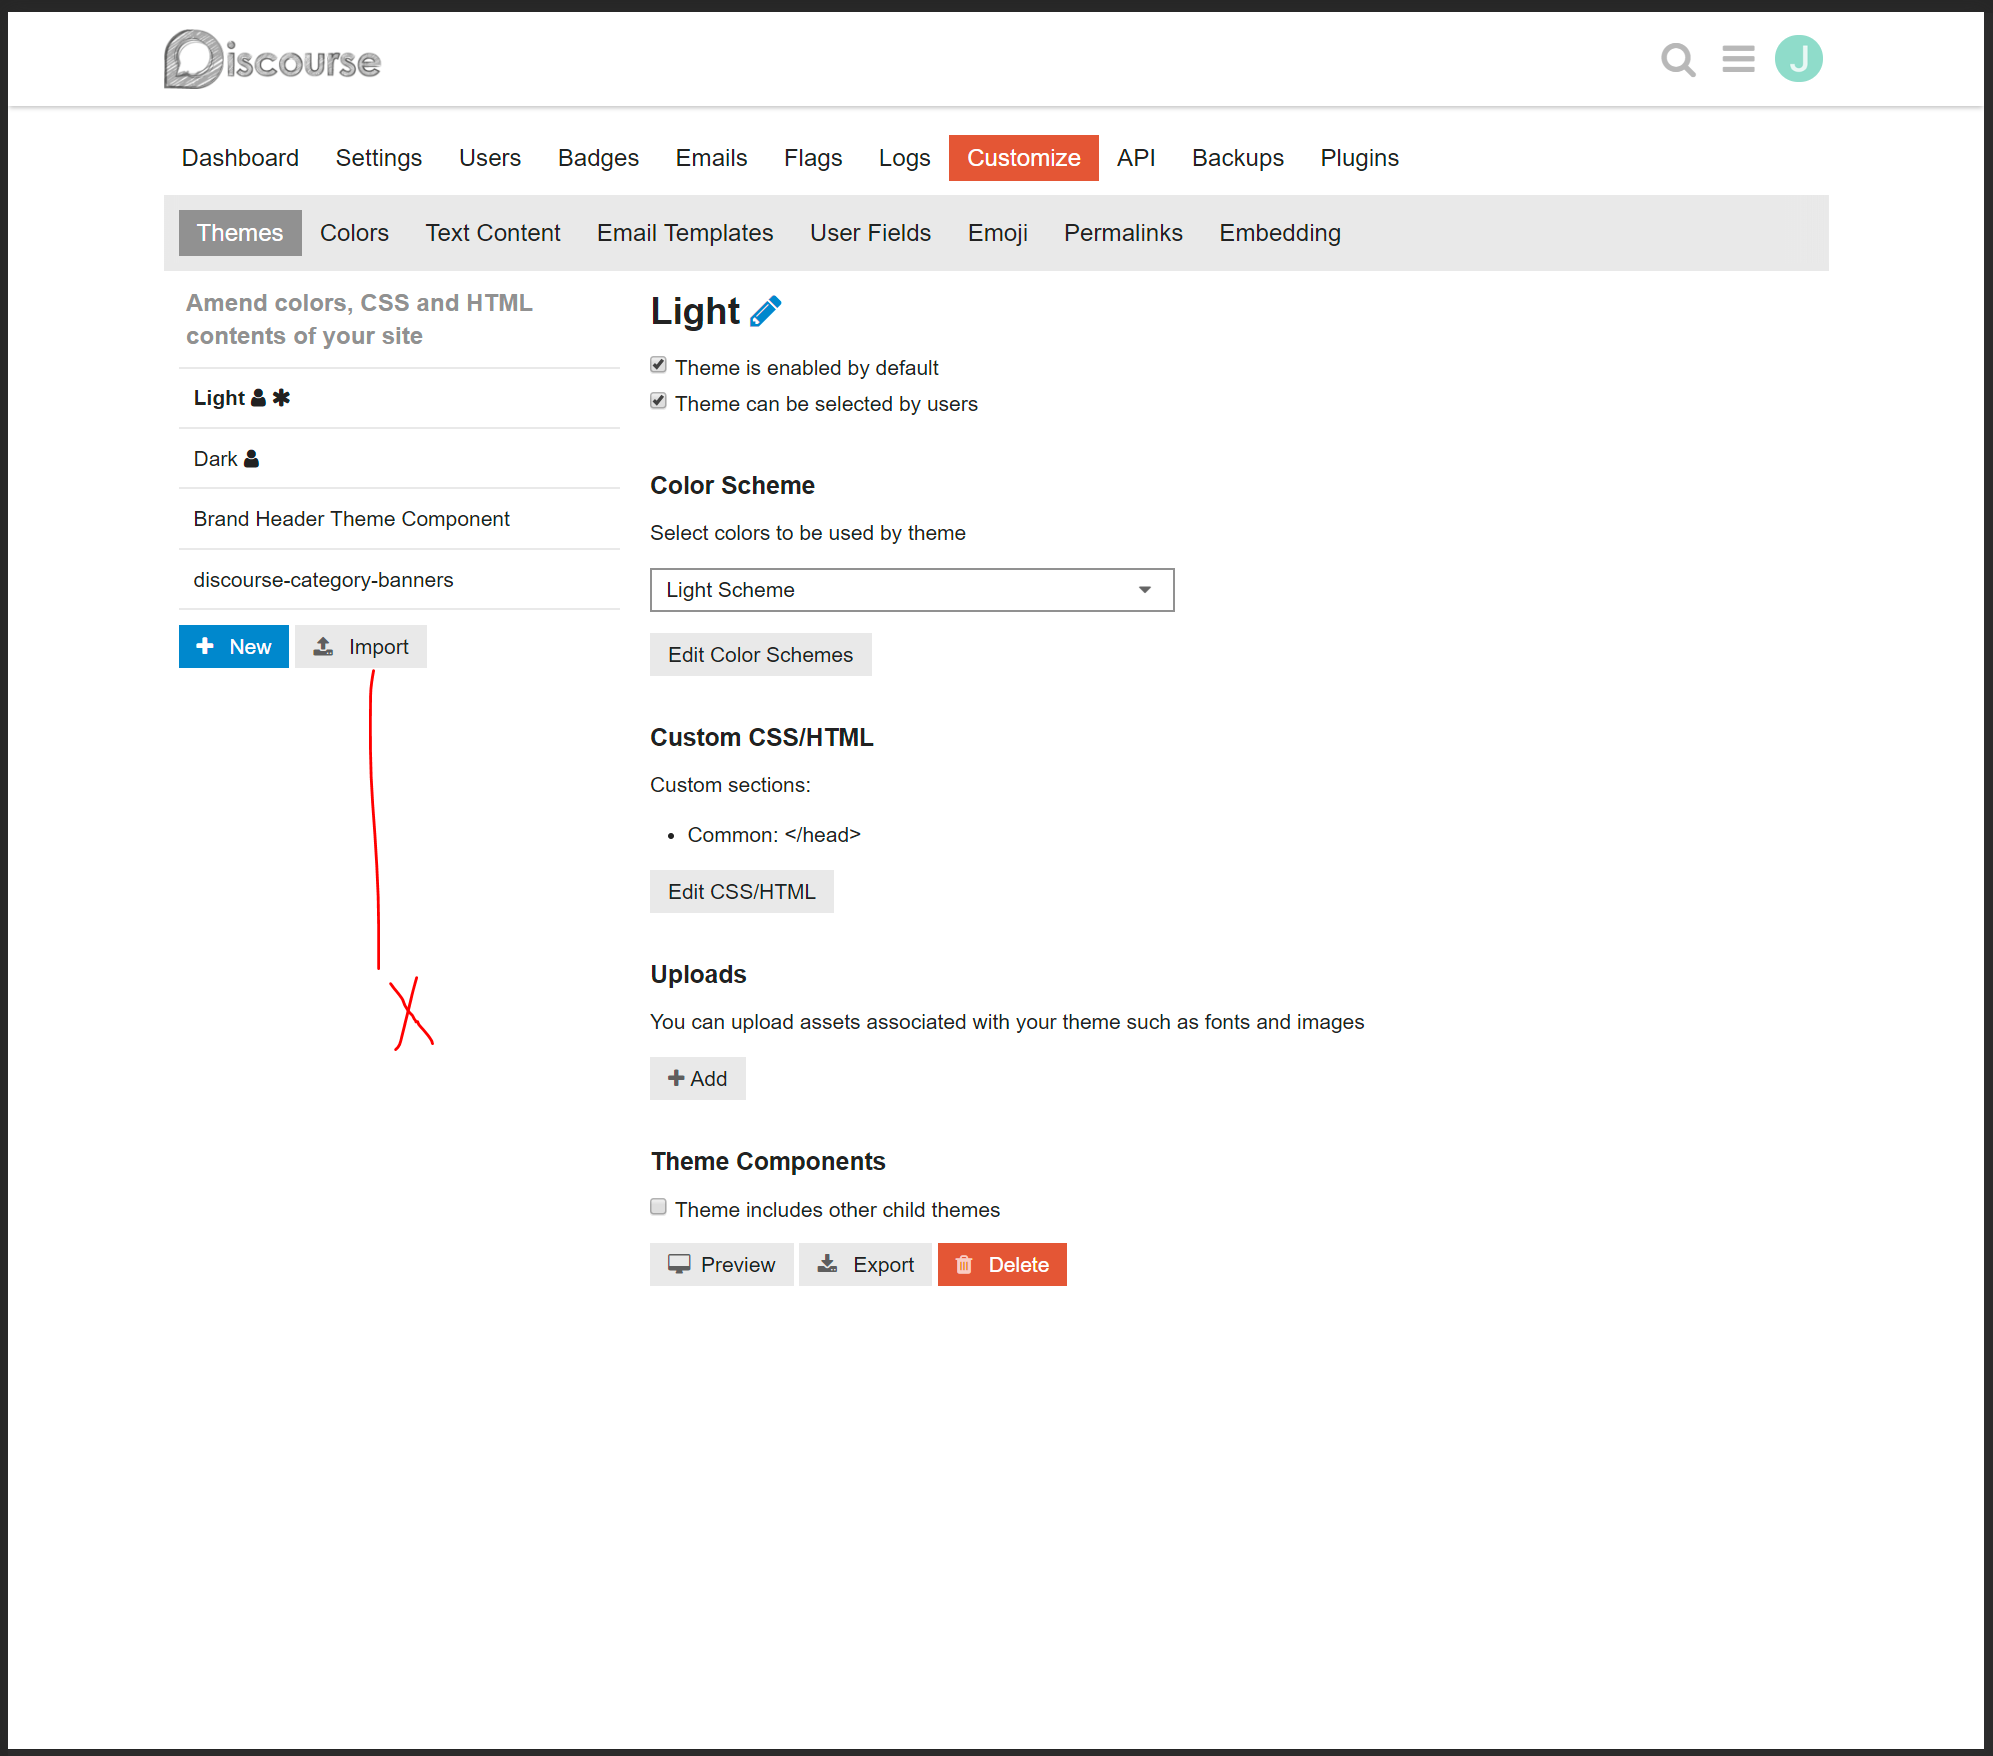 Discourse
J
Dashboard Settings Users Badges Emails Flags Logs Customize API Backups Plugins
Themes Colors Text Content Email Templates User Fields Emoji Permalinks Embedding
Amend colors, CSS and HTML
contents of your site
Light
Dark
Brand Header Theme Component
discourse-category-banners
New Import
Light
Theme is enabled by default
Theme can be selected by users
Color Scheme
Select colors to be used by theme
Light Scheme
Edit Color Schemes
Custom CSS/HTML
Custom sections:
• Common: </head>
Edit CSS/HTML
Uploads
You can upload assets associated with your theme such as fonts and images
Add
Theme Components
Theme includes other child themes
Preview Export Delete